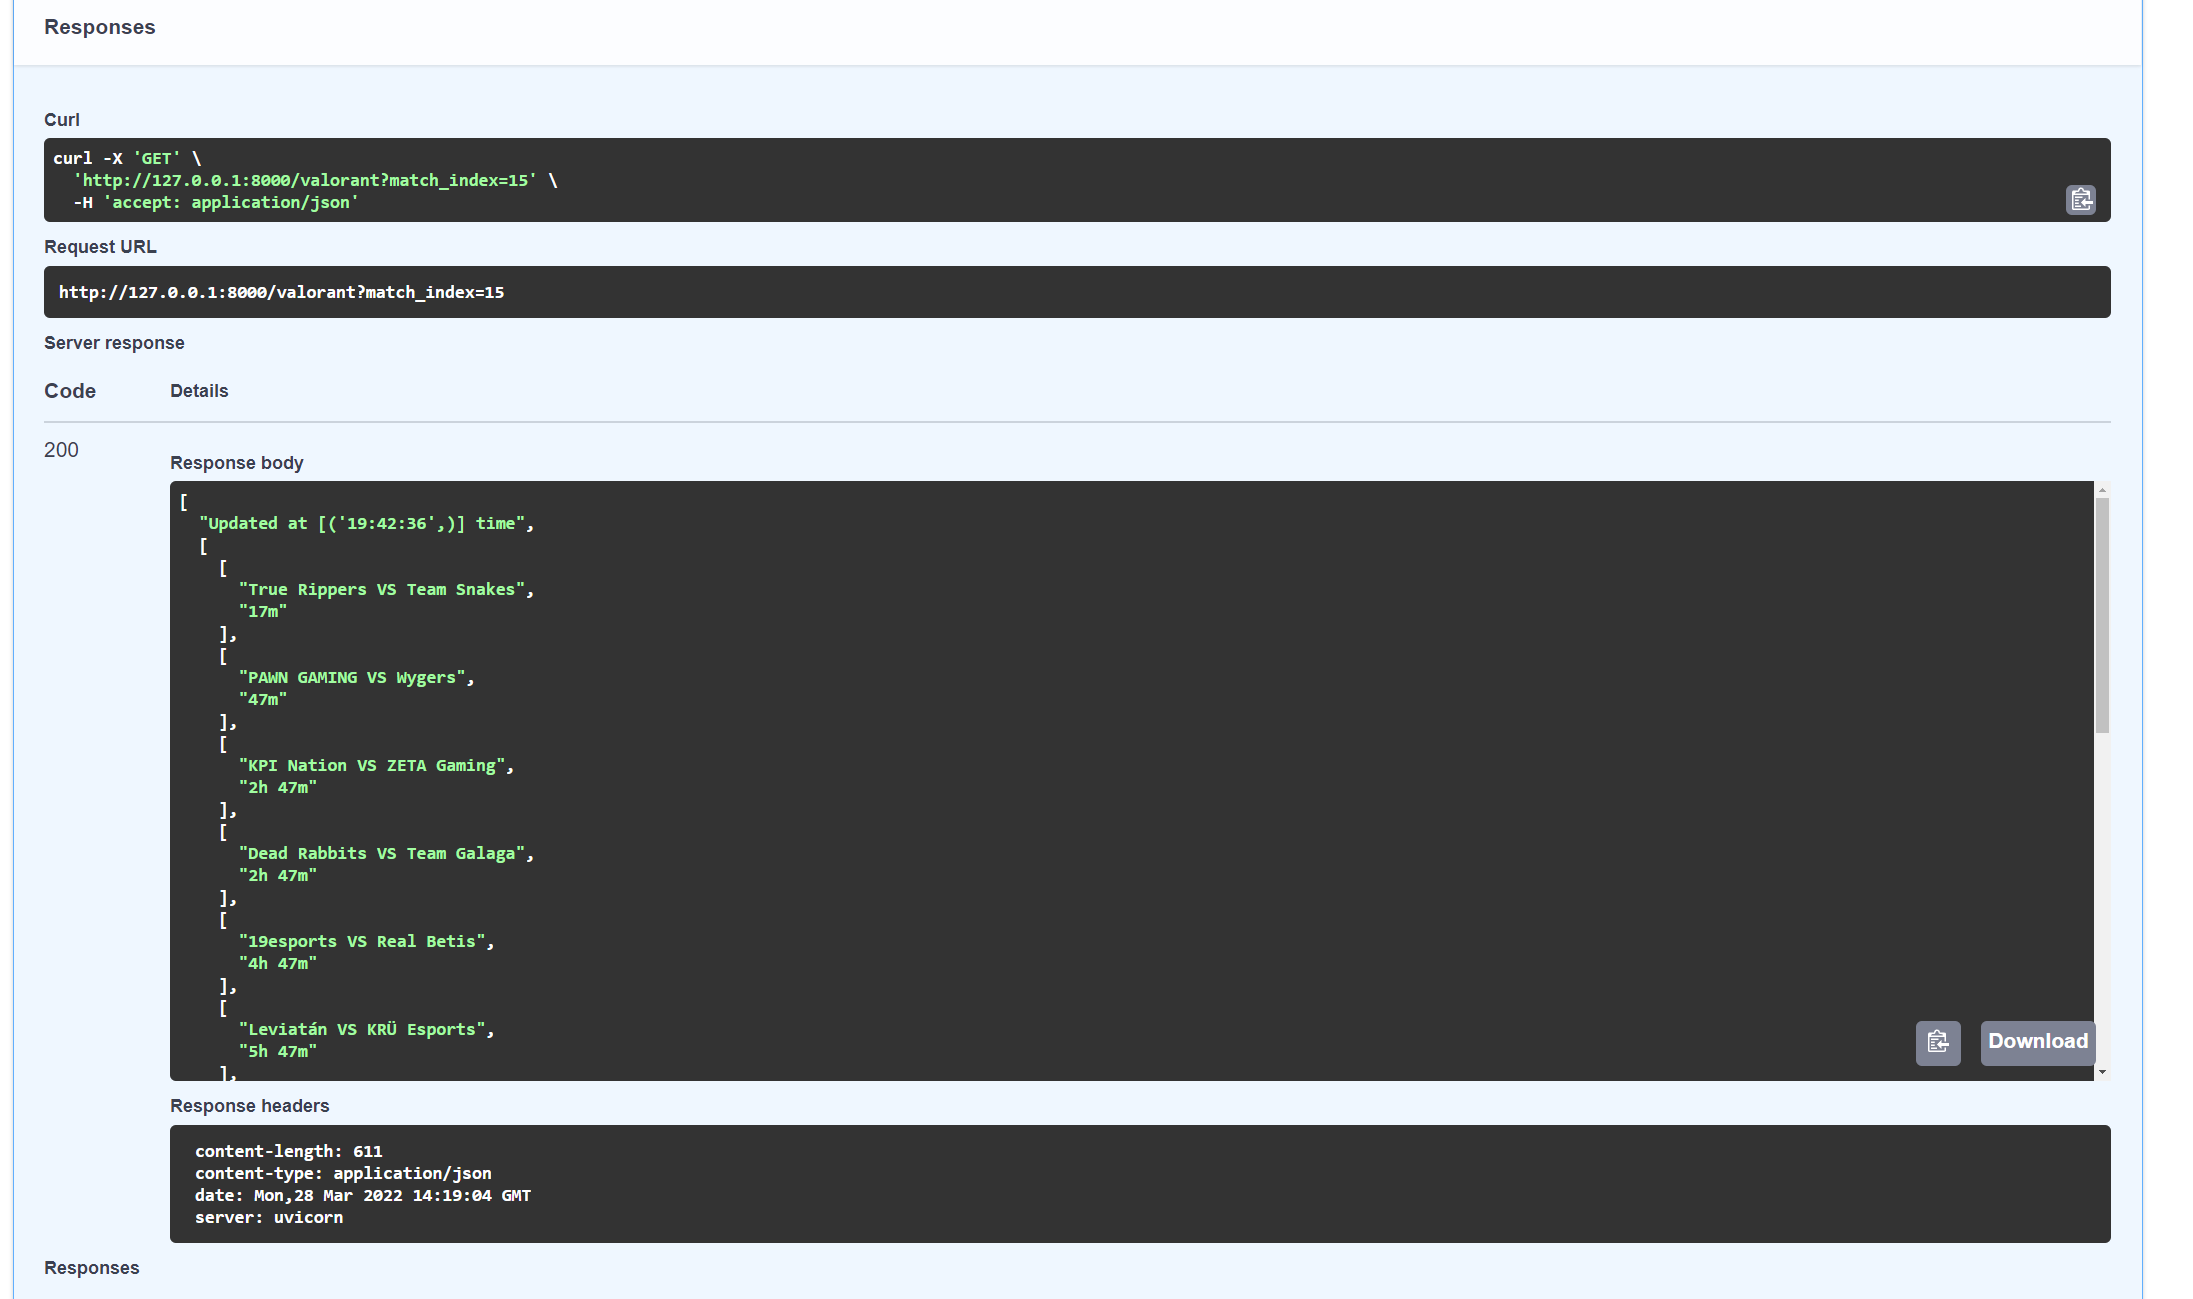 Responses
Curl
curl -X 'GET' \
  'http://127.0.0.1:8000/valorant?match_index=15' \
  -H 'accept: application/json'
Request URL
http://127.0.0.1:8000/valorant?match_index=15
Server response
Code Details
200
Response body
[
  "Updated at [('19:42:36',)] time",
  [
    [
      "True Rippers VS Team Snakes",
      "17m"
    ],
    [
      "PAWN GAMING VS Wygers",
      "47m"
    ],
    [
      "KPI Nation VS ZETA Gaming",
      "2h 47m"
    ],
    [
      "Dead Rabbits VS Team Galaga",
      "2h 47m"
    ],
    [
      "19esports VS Real Betis",
      "4h 47m"
    ],
    [
      "Leviatán VS KRÜ Esports",
      "5h 47m"
    ],
Download
Response headers
content-length: 611
content-type: application/json
date: Mon,28 Mar 2022 14:19:04 GMT
server: uvicorn
Responses